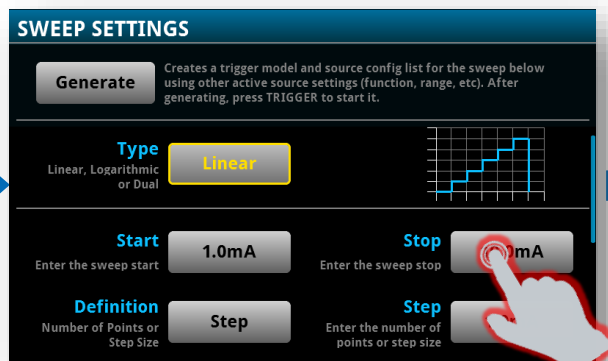 SWEEP SETTINGS
Generate
Creates a trigger model and source config list for the sweep below
using other active source settings (function, range, etc). After
generating, press TRIGGER to start it.
Type
Linear, Logarithmic
or Dual
Linear
Start
Enter the sweep start
1.0mA
Stop
Enter the sweep stop
Definition
Number of Points or
Step Size
Step
Step
Enter the number of
points or step size